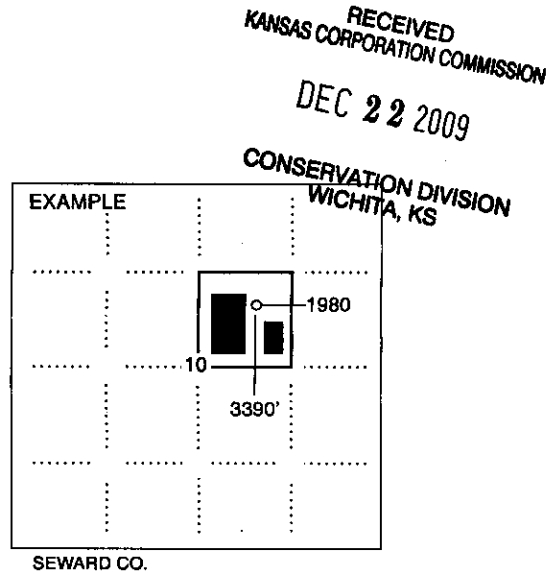 RECEIVED
KANSAS CORPORATION COMMISSION
DEC 22 2009
CONSERVATION DIVISION
WICHITA, KS
EXAMPLE
1980
10
3390'
SEWARD CO.